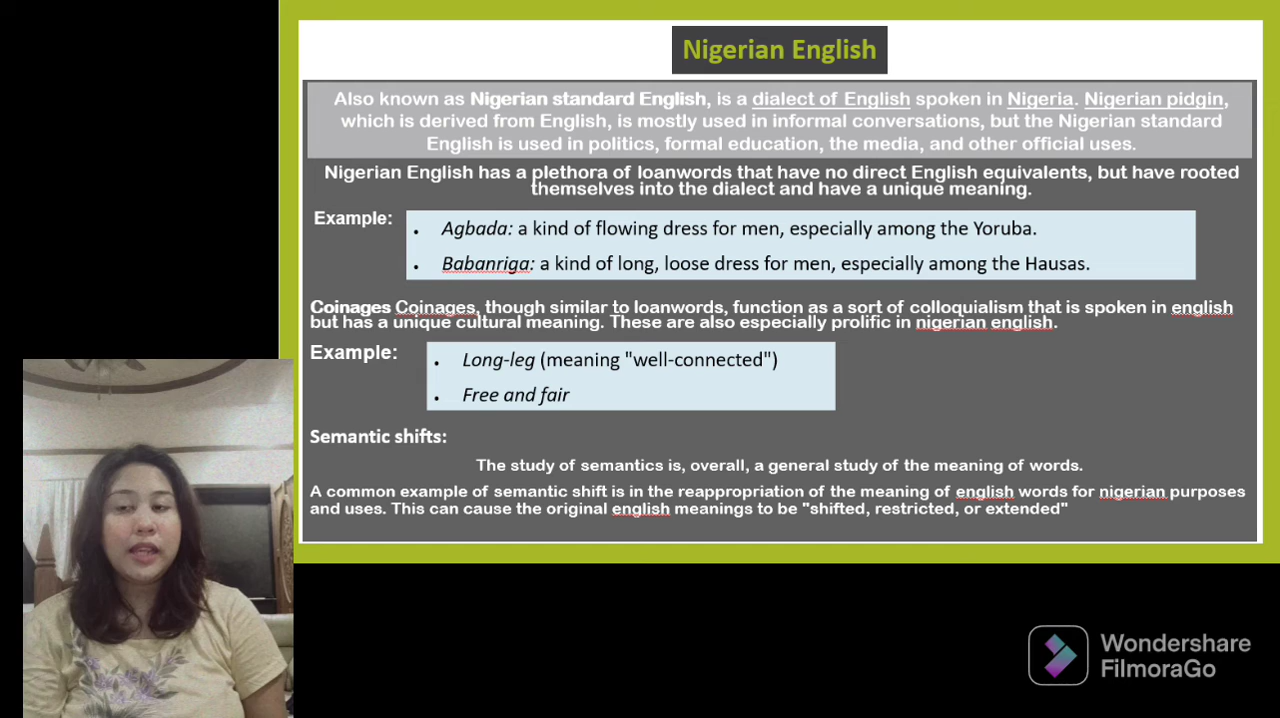 Nigerian English
Also known as Nigerian standard English, is a dialect of English spoken in Nigeria. Nigerian pidgin,
which is derived from English, is mostly used in informal conversations, but the Nigerian standard
English is used in politics, formal education, the media, and other official uses.
Nigerian English has a plethora of loanwords that have no direct English equivalents, but have rooted
themselves into the dialect and have a unique meaning.
Example:
• Agbada: a kind of flowing dress for men, especially among the Yoruba.
• Babanriga: a kind of long, loose dress for men, especially among the Hausas.
Coinages Coinages, though similar to loanwords, function as a sort of colloquialism that is spoken in english
but has a unique cultural meaning. These are also especially prolific in nigerian english.
Example:
• Long-leg (meaning "well-connected")
• Free and fair
Semantic shifts:
The study of semantics is, overall, a general study of the meaning of words.
A common example of semantic shift is in the reappropriation of the meaning of english words for nigerian purposes
and uses. This can cause the original english meanings to be "shifted, restricted, or extended"
Wondershare
FilmoraGo